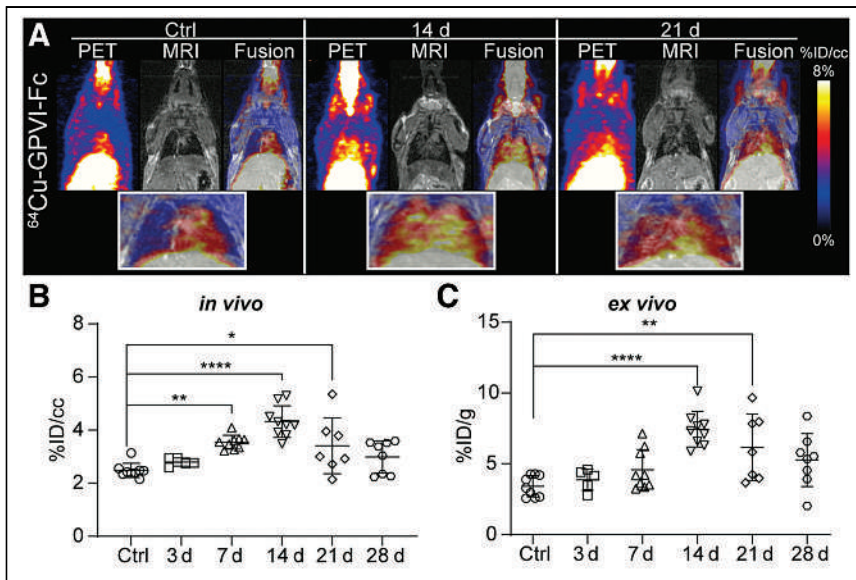 A
Ctrl 14 d 21 d
PET MRI Fusion PET MRI Fusion PET MRI Fusion %ID/cc
8%
⁶⁴Cu-GPVI-Fc
0%
B in vivo
8
6
4
2
0
%ID/cc
*
****
**
Ctrl 3 d 7 d 14 d 21 d 28 d
C ex vivo
15
10
5
0
%ID/g
**
****
Ctrl 3 d 7 d 14 d 21 d 28 d